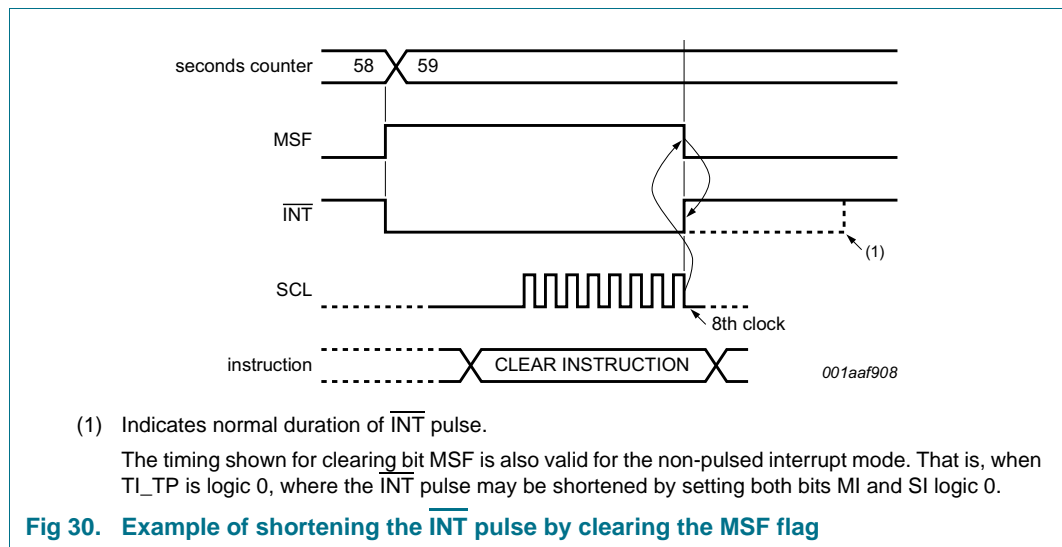 seconds counter 58 59
MSF
INT
(1)
SCL
8th clock
instruction CLEAR INSTRUCTION
001aaf908
(1) Indicates normal duration of INT pulse.
The timing shown for clearing bit MSF is also valid for the non-pulsed interrupt mode. That is, when
TI_TP is logic 0, where the INT pulse may be shortened by setting both bits MI and SI logic 0.
Fig 30. Example of shortening the INT pulse by clearing the MSF flag